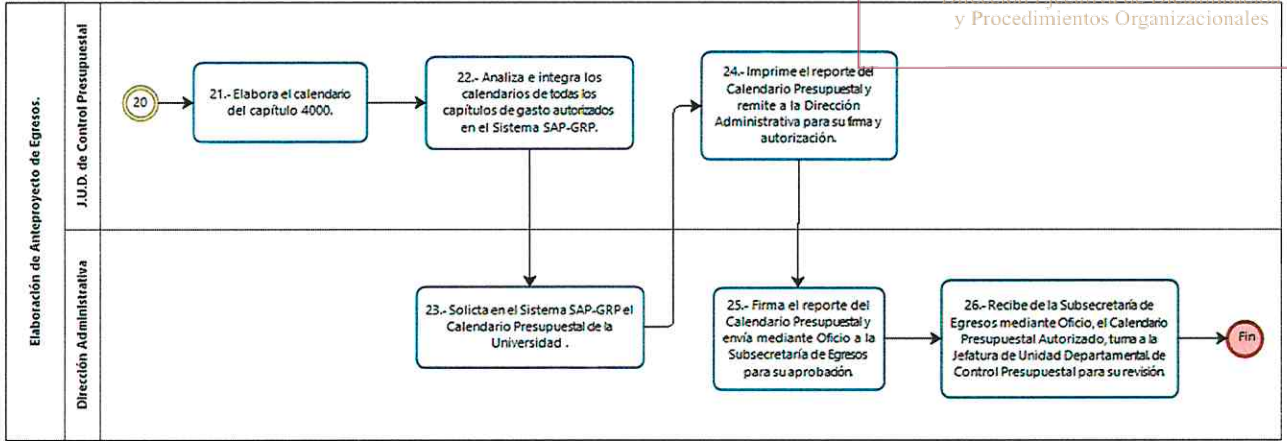 y Procedimientos Organizacionales
Elaboración de Anteproyecto de Egresos.
J.U.D. de Control Presupuestal
20
21.- Elabora el calendario
del capítulo 4000.
22.- Analiza e integra los
calendarios de todas los
capítulos de gasto autorizados
en el Sistema SAP-GRP.
24.- Imprime el reporte del
Calendario Presupuestal y
remite a la Dirección
Administrativa para su firma y
autorización.
Dirección Administrativa
23.- Solicta en el Sistema SAP-GRP el
Calendario Presupuestal de la
Universidad .
25.- Firma el reporte del
Calendario Presupuestal y
envía mediante Oficio a la
Subsecretaría de Egresos
para su aprobación.
26.- Recibe de la Subsecretaría de
Egresos mediante Oficio, el Calendario
Presupuestal Autorizado, turna a la
Jefatura de Unidad Departamental de
Control Presupuestal para su revisión.
Fin